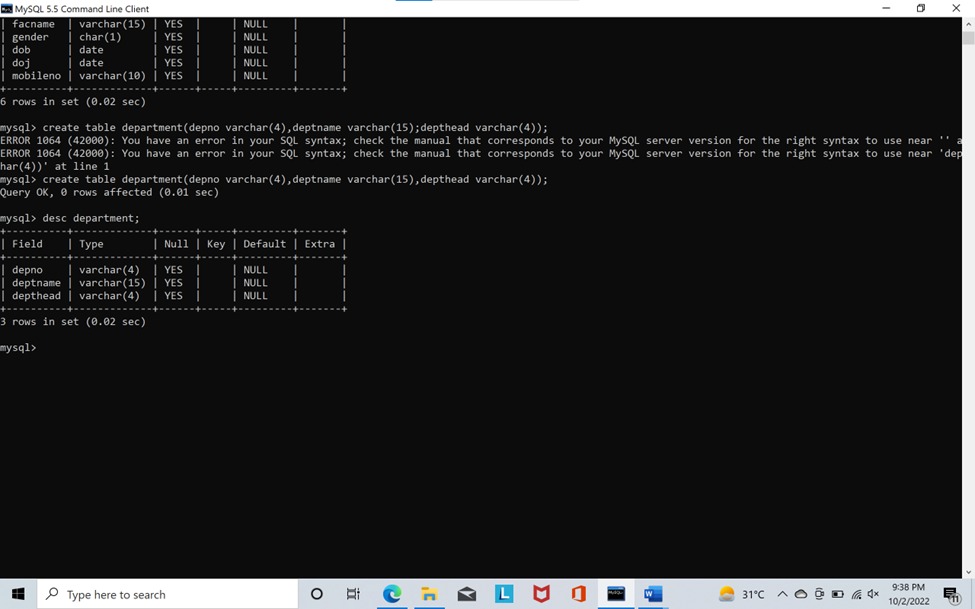 MySQL 5.5 Command Line Client
| facname  | varchar(15) | YES  |     | NULL    |       |
| gender   | char(1)     | YES  |     | NULL    |       |
| dob      | date        | YES  |     | NULL    |       |
| doj      | date        | YES  |     | NULL    |       |
| mobileno | varchar(10) | YES  |     | NULL    |       |
+----------+-------------+------+-----+---------+-------+
6 rows in set (0.02 sec)
mysql> create table department(depno varchar(4),deptname varchar(15);depthead varchar(4));
ERROR 1064 (42000): You have an error in your SQL syntax; check the manual that corresponds to your MySQL server version for the right syntax to use near '' a
ERROR 1064 (42000): You have an error in your SQL syntax; check the manual that corresponds to your MySQL server version for the right syntax to use near 'dep
har(4))' at line 1
mysql> create table department(depno varchar(4),deptname varchar(15),depthead varchar(4));
Query OK, 0 rows affected (0.01 sec)
mysql> desc department;
+----------+-------------+------+-----+---------+-------+
| Field    | Type        | Null | Key | Default | Extra |
+----------+-------------+------+-----+---------+-------+
| depno    | varchar(4)  | YES  |     | NULL    |       |
| deptname | varchar(15) | YES  |     | NULL    |       |
| depthead | varchar(4)  | YES  |     | NULL    |       |
+----------+-------------+------+-----+---------+-------+
3 rows in set (0.02 sec)
mysql>
Type here to search
31°C
9:38 PM
10/2/2022
11